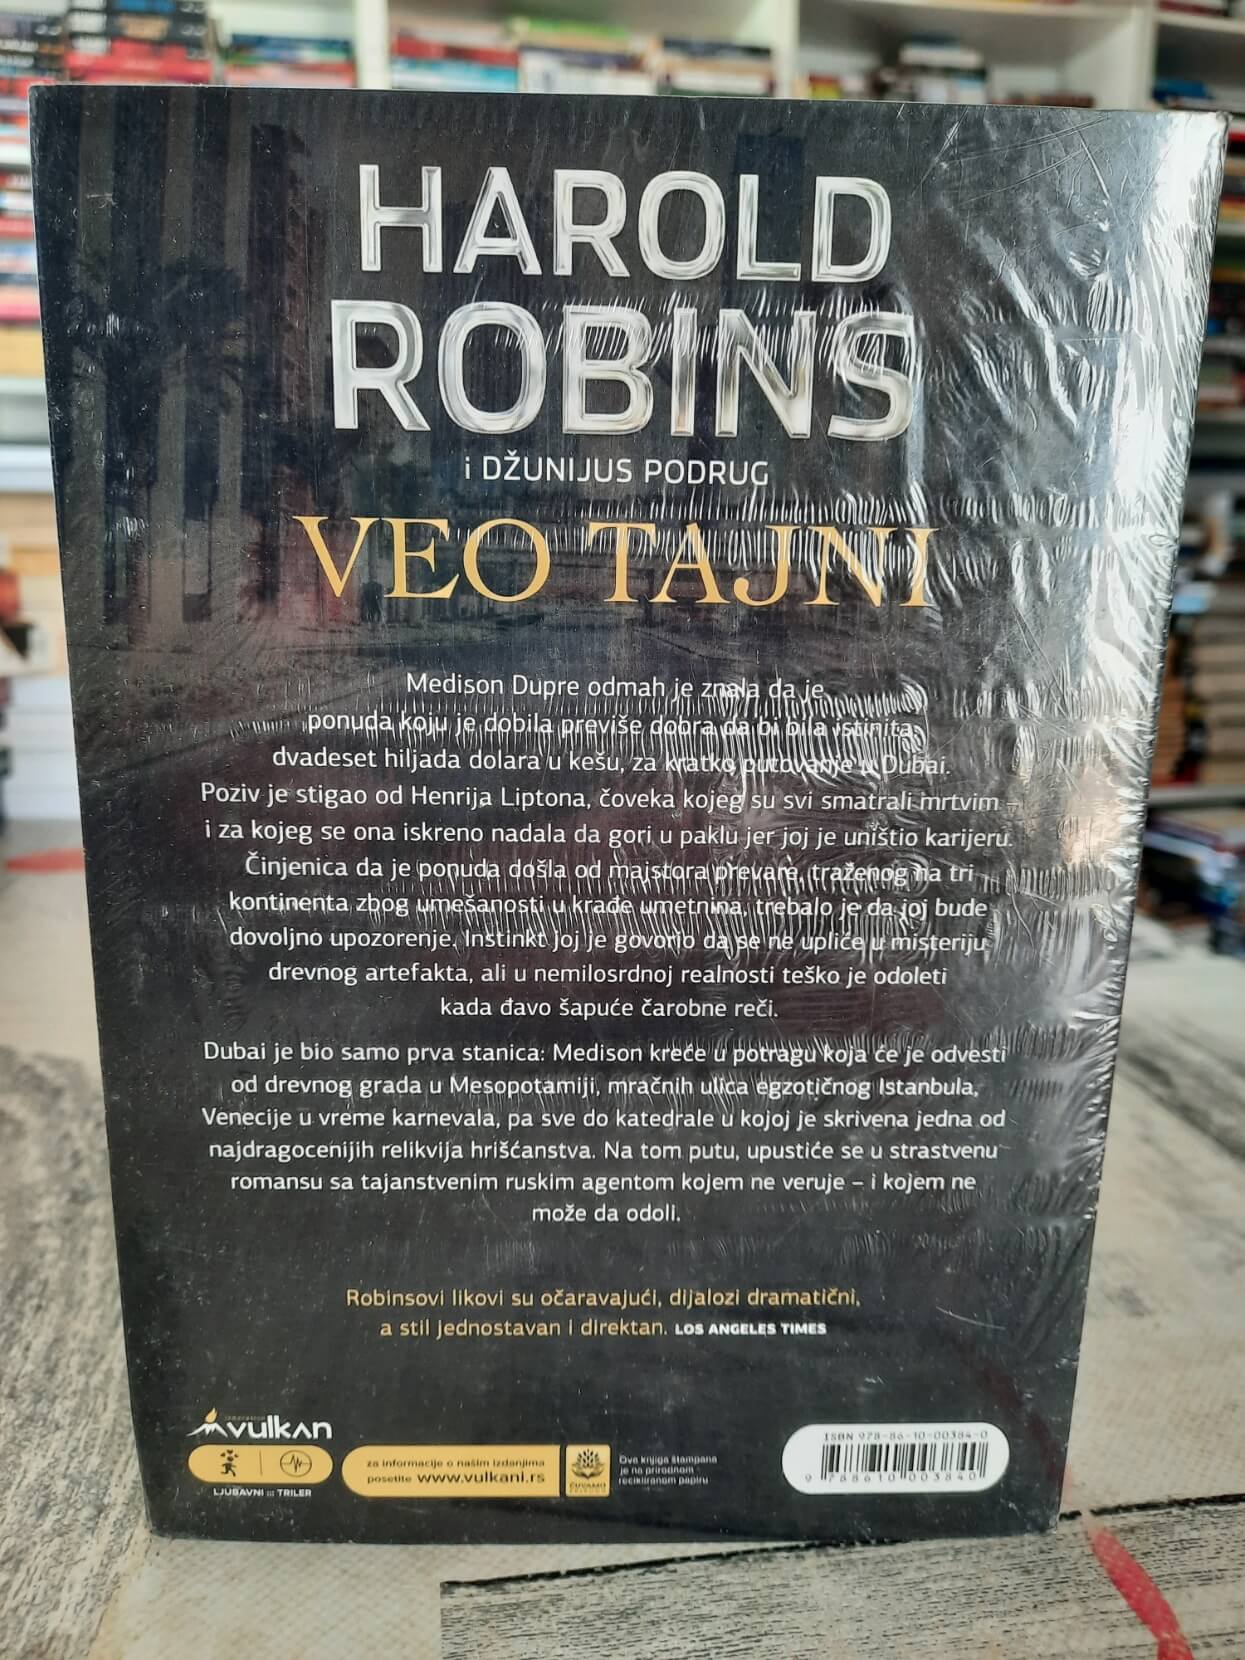 HAROLD
ROBINS
i DŽUNIJUS PODRUG
VEO TAJNI
Medison Dupre odmah je znala da je
ponuda koju je dobila previše dobra da bi bila istinita:
dvadeset hiljada dolara u kešu, za kratko putovanje u Dubai.
Poziv je stigao od Henrija Liptona, čoveka kojeg su svi smatrali mrtvim –
i za kojeg se ona iskreno nadala da gori u paklu jer joj je uništio karijeru.
Činjenica da je ponuda došla od majstora prevare, traženog na tri
kontinenta zbog umešanosti u krađe umetnina, trebalo je da joj bude
dovoljno upozorenje. Instinkt joj je govorio da se ne upliće u misteriju
drevnog artefakta, ali u nemilosrdnoj realnosti teško je odoleti
kada đavo šapuće čarobne reči.
Dubai je bio samo prva stanica: Medison kreće u potragu koja će je odvesti
od drevnog grada u Mesopotamiji, mračnih ulica egzotičnog Istanbula,
Venecije u vreme karnevala, pa sve do katedrale u kojoj je skrivena jedna od
najdragocenijih relikvija hrišćanstva. Na tom putu, upustiće se u strastvenu
romansu sa tajanstvenim ruskim agentom kojem ne veruje – i kojem ne
može da odoli.
Robinsovi likovi su očaravajući, dijalozi dramatični,
a stil jednostavan i direktan. LOS ANGELES TIMES
vulkan
LJUBAVNI ::: TRILER
za informacije o našim izdanjima
posetite www.vulkani.rs
ČUVAMO
PRIRODU
Ova knjiga štampana
je na prirodnom
recikliranom papiru
ISBN 978-86-10-00384-0
9 788610 003840